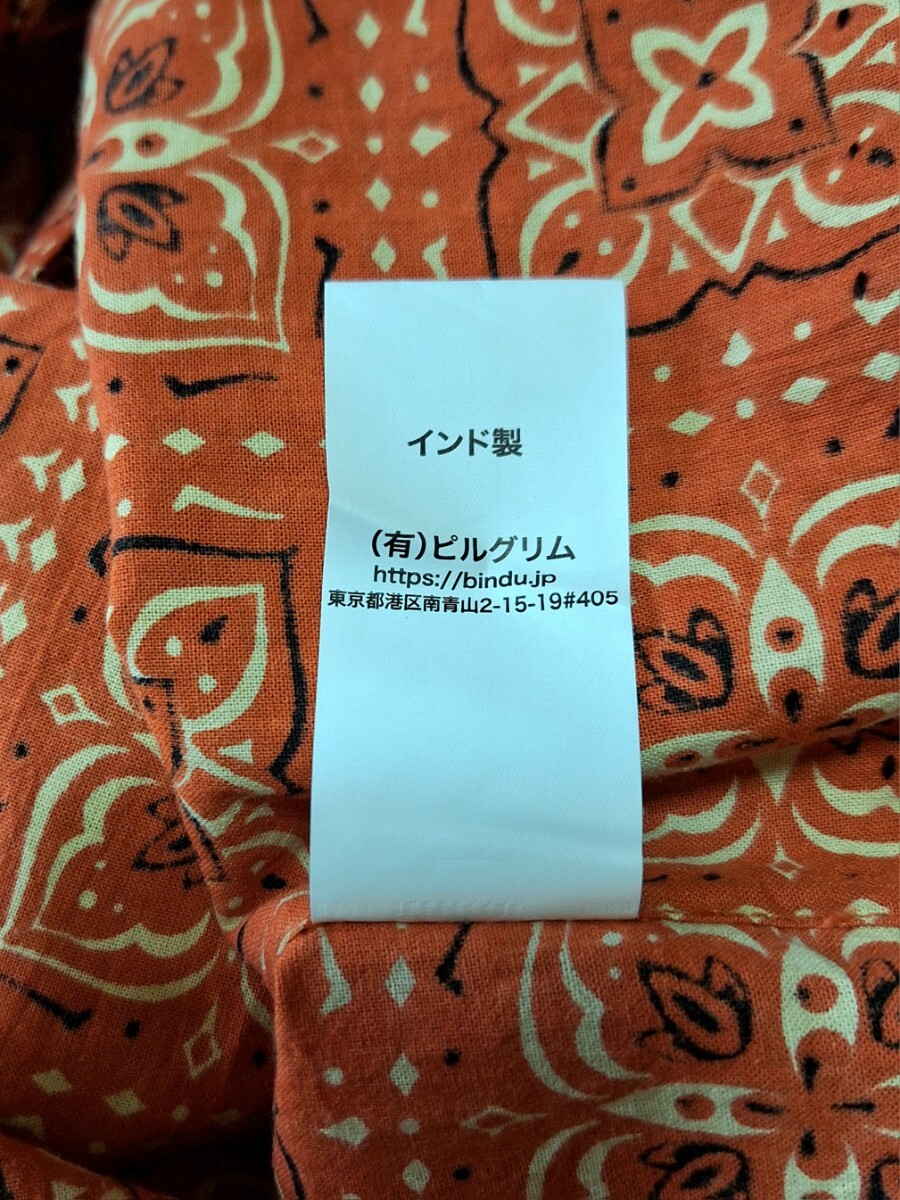 インド製
(有)ピルグリム
https://bindu.jp
東京都港区南青山2-15-19#405